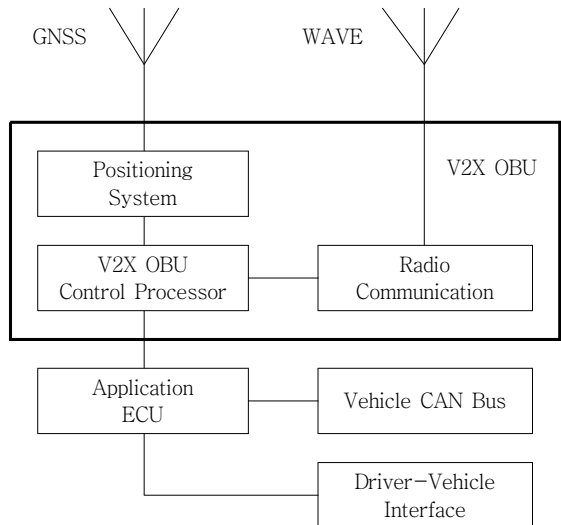 GNSS
WAVE
V2X OBU
Positioning
System
V2X OBU
Control Processor
Radio
Communication
Application
ECU
Vehicle CAN Bus
Driver-Vehicle
Interface